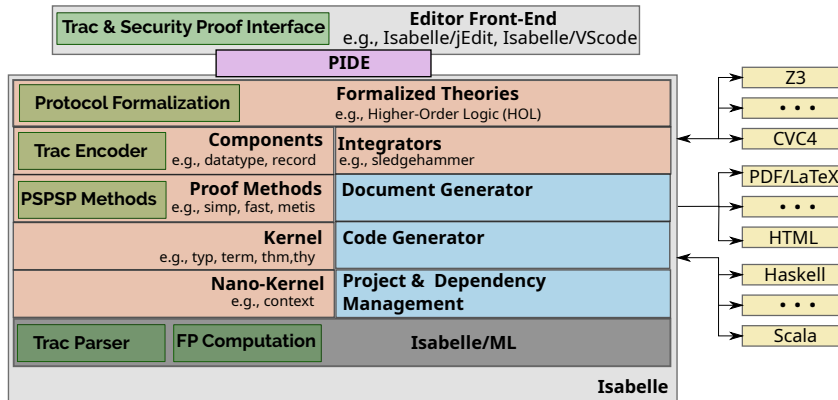 Trac & Security Proof Interface
Editor Front-End
e.g., Isabelle/jEdit, Isabelle/VScode
PIDE
Protocol Formalization
Formalized Theories
e.g., Higher-Order Logic (HOL)
Trac Encoder
Components
e.g., datatype, record
Integrators
e.g., sledgehammer
PSPSP Methods
Proof Methods
e.g., simp, fast, metis
Document Generator
Kernel
e.g., typ, term, thm,thy
Code Generator
Nano-Kernel
e.g., context
Project & Dependency
Management
Trac Parser
FP Computation
Isabelle/ML
Isabelle
Z3
• • •
CVC4
PDF/LaTeX
• • •
HTML
Haskell
• • •
Scala